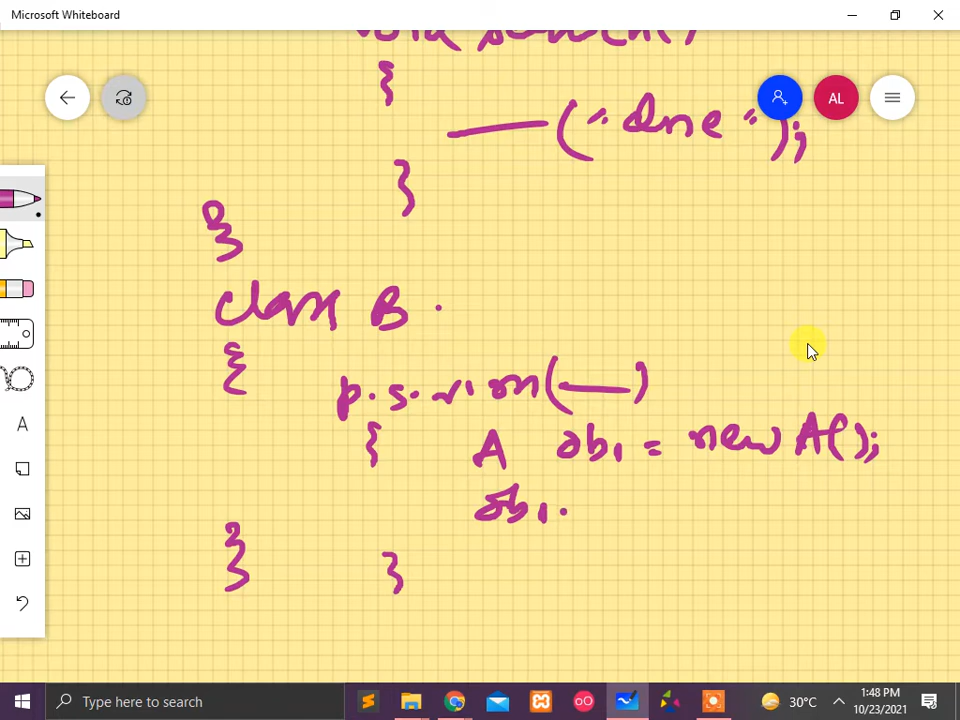 Microsoft Whiteboard
void
{
AL
——("done");
}
}
class B
{
p.s.v.m(——)
{
A ob1 = new A();
ob1.
}
}
A
Type here to search
30°C
1:48 PM
10/23/2021